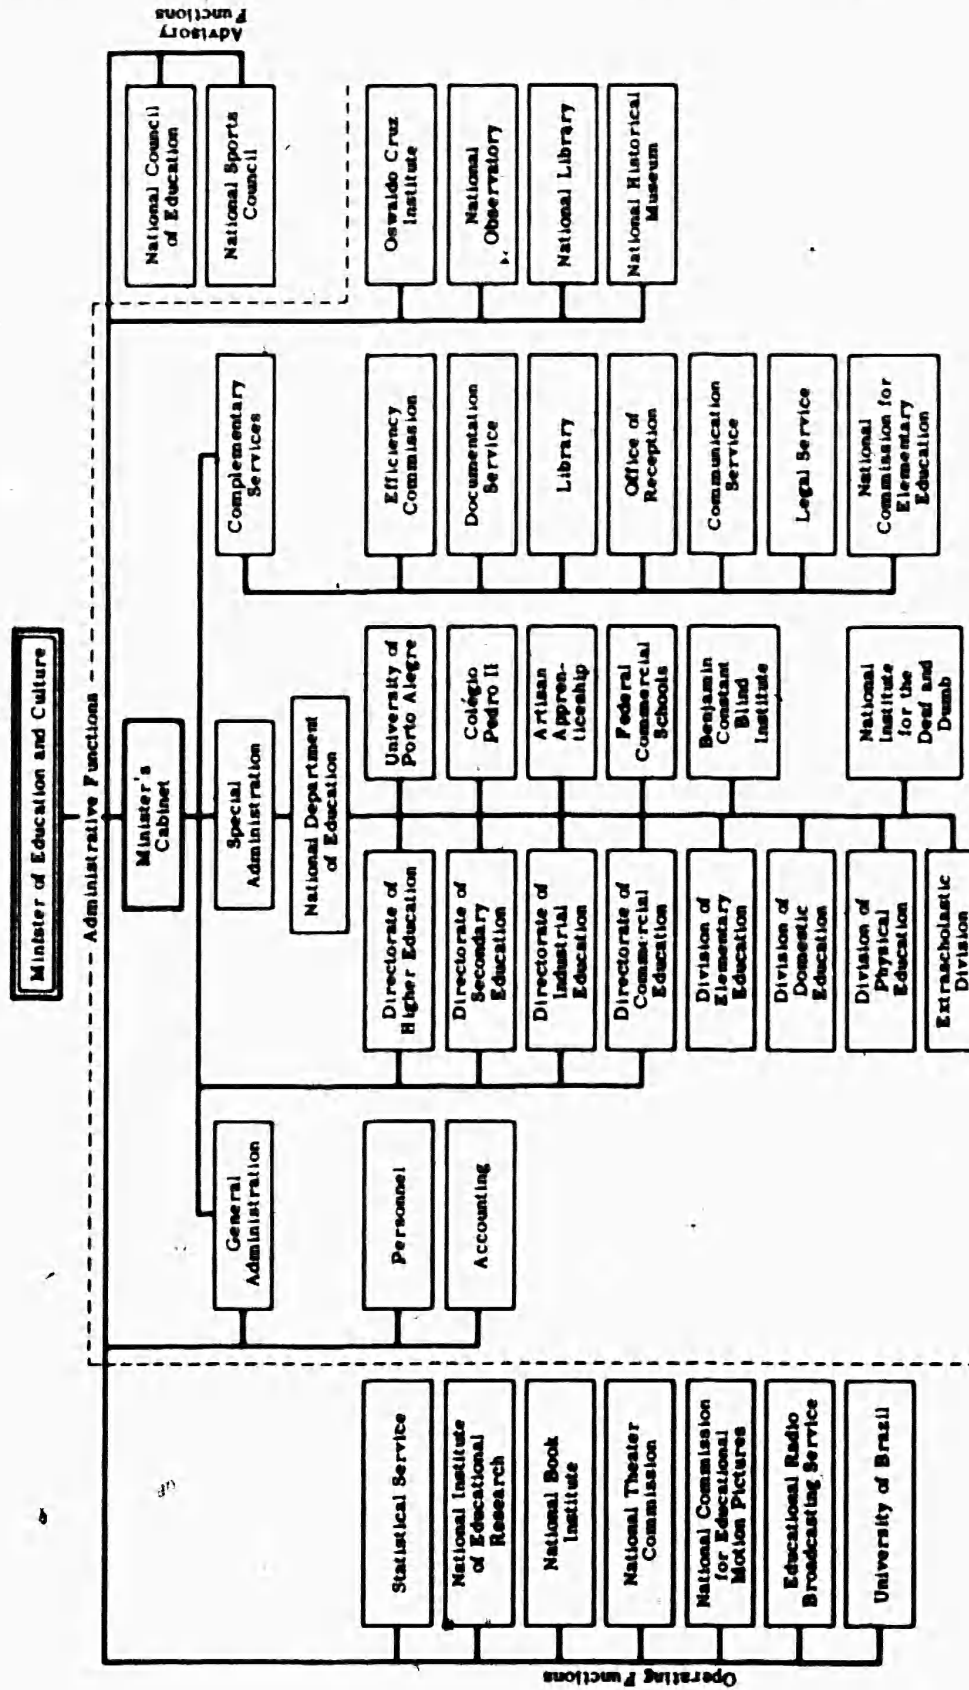 Minister of Education and Culture
Administrative Functions
Minister's
Cabinet
Advisory
Functions
National Council
of Education
National Sports
Council
General
Administration
Special
Administration
Complementary
Services
National Department
of Education
Operating Functions
Statistical Service
National Institute
of Educational
Research
National Book
Institute
National Theater
Commission
National Commission
for Educational
Motion Pictures
Educational Radio
Broadcasting Service
University of Brazil
Personnel
Accounting
Directorate of
Higher Education
Directorate of
Secondary
Education
Directorate of
Industrial
Education
Directorate of
Commercial
Education
Division of
Elementary
Education
Division of
Domestic
Education
Division of
Physical
Education
Extrascholastic
Division
University of
Porto Alegre
Colégio
Pedro II
Artisan
Appren-
ticeship
Federal
Commercial
Schools
Benjamin
Constant
Blind
Institute
National
Institute
for the
Deaf and
Dumb
Efficiency
Commission
Documentation
Service
Library
Office of
Reception
Communication
Service
Legal Service
National
Commission for
Elementary
Education
Oswaldo Cruz
Institute
National
Observatory
National Library
National Historical
Museum